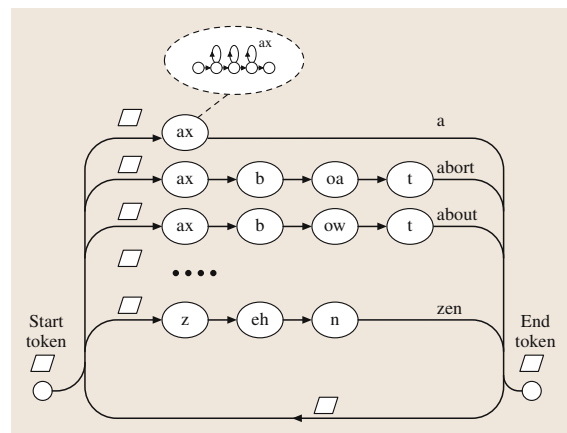 ax
ax a
ax b oa t abort
ax b ow t about
z eh n zen
Start
token
End
token